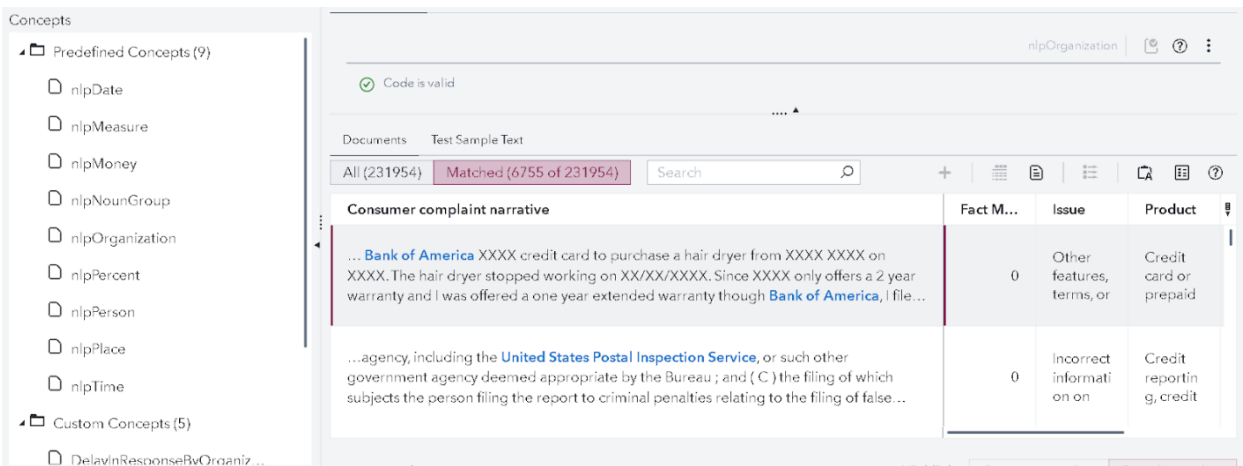 Concepts
Predefined Concepts (9)
nlpDate
nlpMeasure
nlpMoney
nlpNounGroup
nlpOrganization
nlpPercent
nlpPerson
nlpPlace
nlpTime
Custom Concepts (5)
DelayInResponseByOrganiz...
nlpOrganization
Code is valid
Documents Test Sample Text
All (231954) Matched (6755 of 231954) Search
Consumer complaint narrative Fact M... Issue Product
... Bank of America XXXX credit card to purchase a hair dryer from XXXX XXXX on
XXXX. The hair dryer stopped working on XX/XX/XXXX. Since XXXX only offers a 2 year
warranty and I was offered a one year extended warranty though Bank of America, I file...
0
Other
features,
terms, or
Credit
card or
prepaid
...agency, including the United States Postal Inspection Service, or such other
government agency deemed appropriate by the Bureau ; and ( C ) the filing of which
subjects the person filing the report to criminal penalties relating to the filing of false...
0
Incorrect
informati
on on
Credit
reportin
g, credit